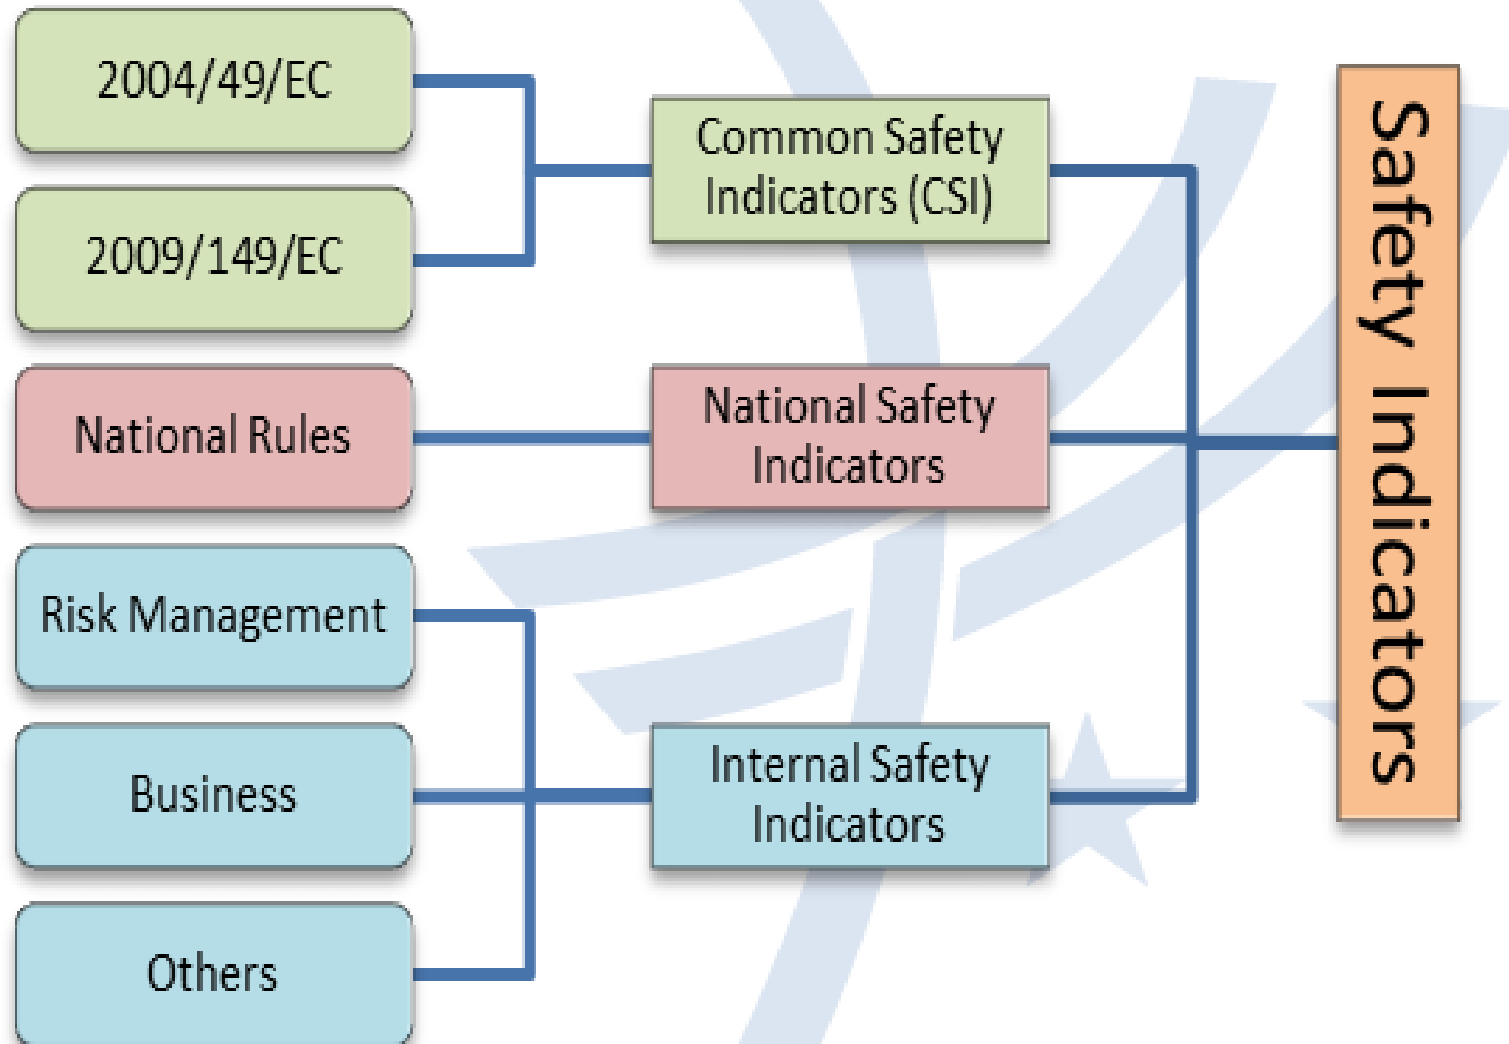 2004/49/EC
2009/149/EC
National Rules
Risk Management
Business
Others
Common Safety
Indicators (CSI)
National Safety
Indicators
Internal Safety
Indicators
Safety Indicators